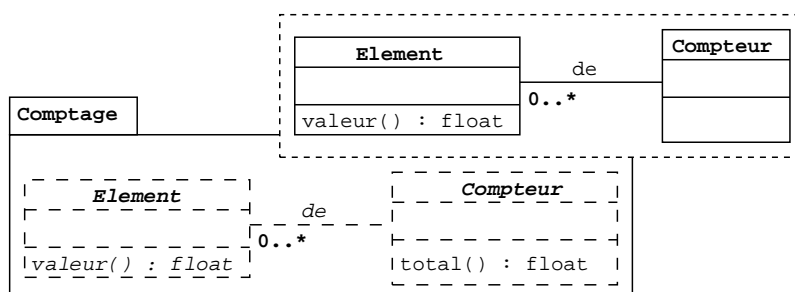 Element
Compteur
de
0..*
valeur() : float
Comptage
Element
Compteur
de
0..*
valeur() : float
total() : float